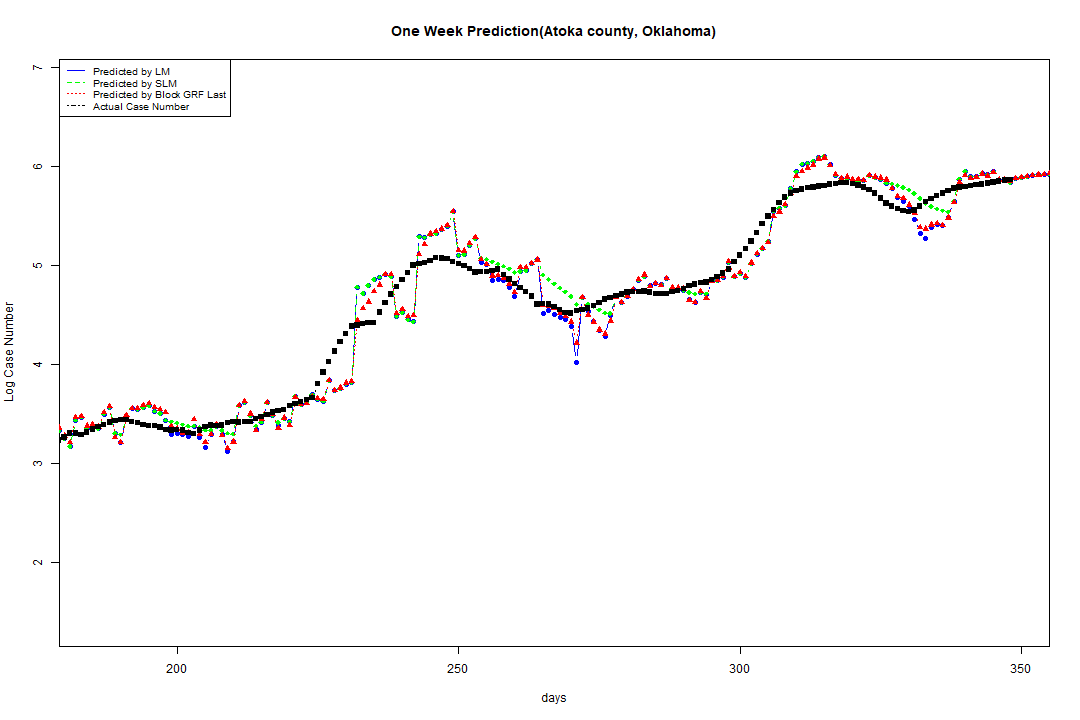 One Week Prediction(Atoka county, Oklahoma)
Predicted by LM
Predicted by SLM
Predicted by Block GRF Last
Actual Case Number
7
6
5
4
3
2
Log Case Number
200
250
300
350
days